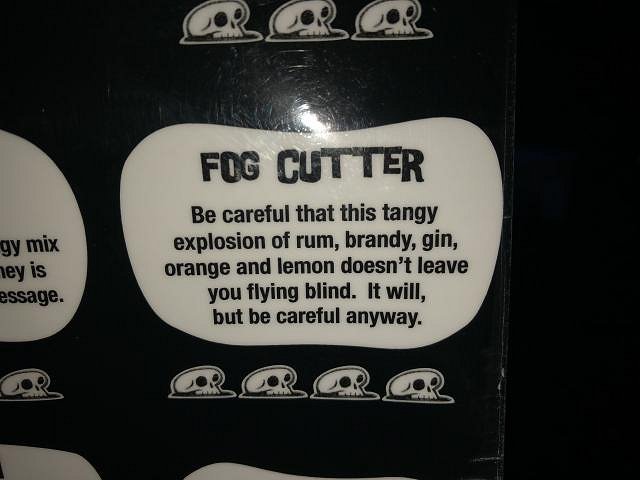 FOG CUTTER
Be careful that this tangy
explosion of rum, brandy, gin,
orange and lemon doesn't leave
you flying blind.  It will,
but be careful anyway.
gy mix
ey is
essage.